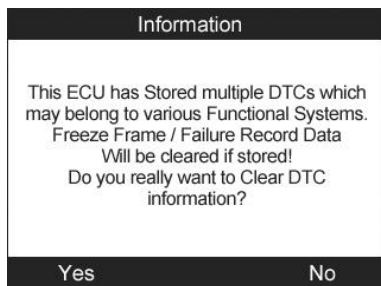 Information
This ECU has Stored multiple DTCs which
may belong to various Functional Systems.
Freeze Frame / Failure Record Data
Will be cleared if stored!
Do you really want to Clear DTC
information?
Yes No